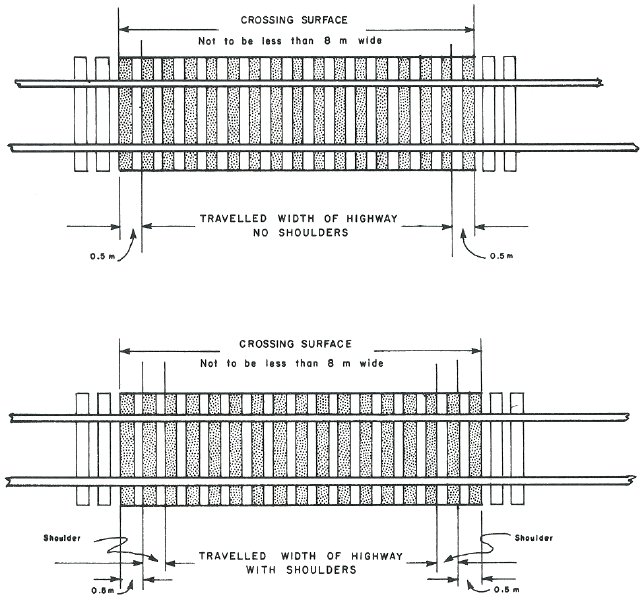 CROSSING SURFACE
Not to be less than 8 m wide
TRAVELLED WIDTH OF HIGHWAY
NO SHOULDERS
0.5 m
0.5 m
CROSSING SURFACE
Not to be less than 8 m wide
Shoulder
Shoulder
TRAVELLED WIDTH OF HIGHWAY
WITH SHOULDERS
0.5m
0.5 m